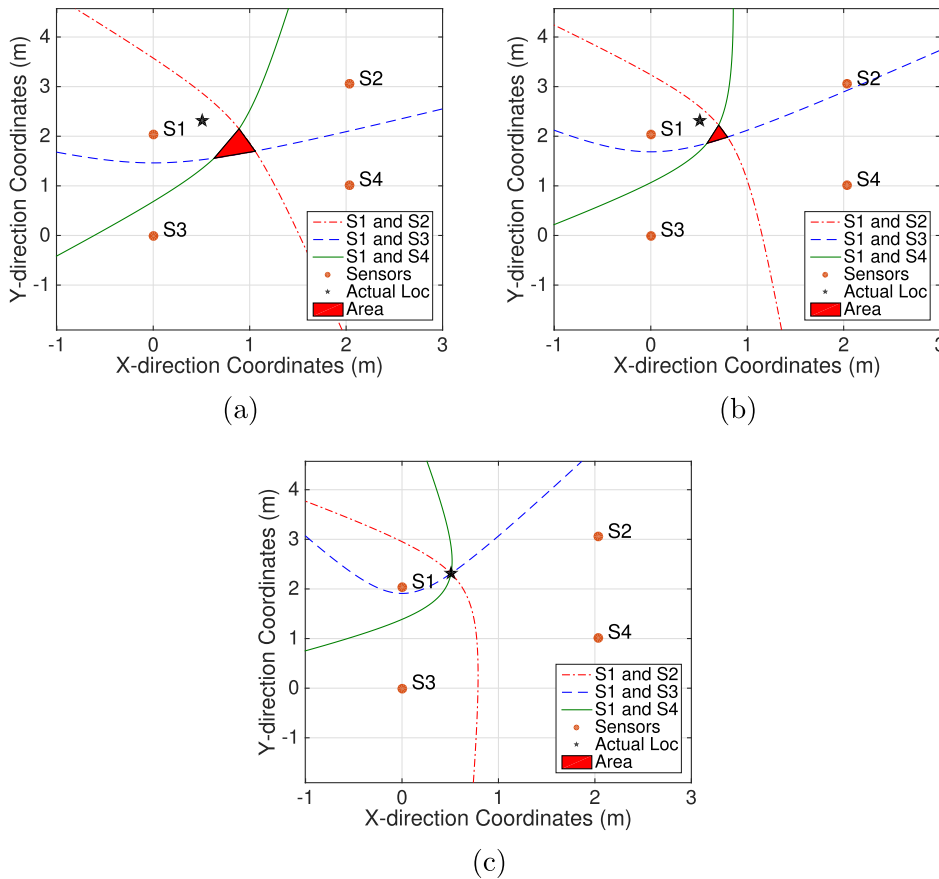 4
3
2
1
0
-1
Y-direction Coordinates (m)
S1
S2
S3
S4
S1 and S2
S1 and S3
S1 and S4
Sensors
Actual Loc
Area
-1 0 1 2 3
X-direction Coordinates (m)
(a)
4
3
2
1
0
-1
Y-direction Coordinates (m)
S1
S2
S3
S4
S1 and S2
S1 and S3
S1 and S4
Sensors
Actual Loc
Area
-1 0 1 2 3
X-direction Coordinates (m)
(b)
4
3
2
1
0
-1
Y-direction Coordinates (m)
S1
S2
S3
S4
S1 and S2
S1 and S3
S1 and S4
Sensors
Actual Loc
Area
-1 0 1 2 3
X-direction Coordinates (m)
(c)